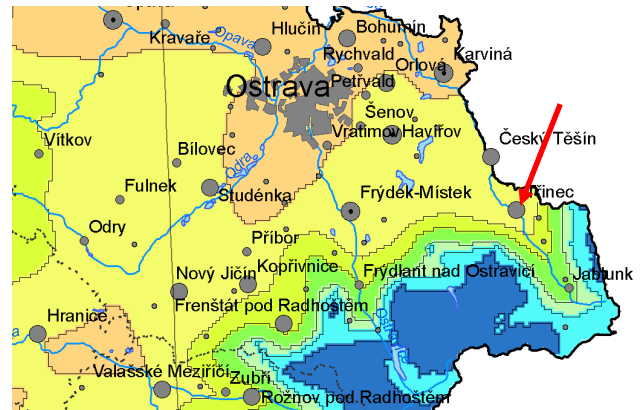 Opava
Kravaře
Hlučín
Bohumín
Rychvald
Karviná
Orlová
Petřvald
Ostrava
Šenov
Vratimov
Havířov
Český Těšín
Vítkov
Bílovec
Odra
Fulnek
Studénka
Frýdek-Místek
Třinec
Odry
Příbor
Nový Jičín
Kopřivnice
Frýdlant nad Ostravicí
Jablunk
Frenštát pod Radhoštěm
Hranice
Valašské Meziříčí
Zubří
Rožnov pod Radhoštěm